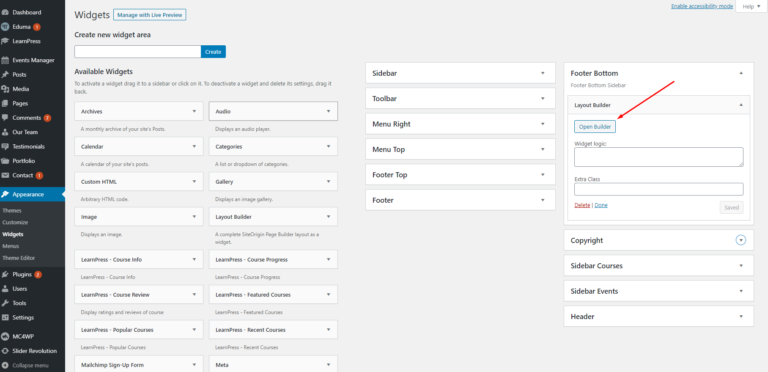 Dashboard
Eduma 1
LearnPress
Events Manager
Posts
Media
Pages
Comments 7
Our Team
Testimonials
Portfolio
Contact 1
Appearance
Themes
Customize
Widgets
Menus
Theme Editor
Plugins 2
Users
Tools
Settings
MC4WP
Slider Revolution
Collapse menu
Widgets
Manage with Live Preview
Enable accessibility mode
Help
Create new widget area
Create
Available Widgets
To activate a widget drag it to a sidebar or click on it. To deactivate a widget and delete its settings, drag it
back.
Archives
A monthly archive of your site's Posts.
Audio
Displays an audio player.
Calendar
A calendar of your site's posts.
Categories
A list or dropdown of categories.
Custom HTML
Arbitrary HTML code.
Gallery
Displays an image gallery.
Image
Displays an image.
Layout Builder
A complete SiteOrigin Page Builder layout as a
widget.
LearnPress - Course Info
LearnPress - Course Info
LearnPress - Course Progress
LearnPress - Course Progress
LearnPress - Course Review
Display ratings and reviews of course
LearnPress - Featured Courses
LearnPress - Featured Courses
LearnPress - Popular Courses
LearnPress - Popular Courses
LearnPress - Recent Courses
LearnPress - Recent Courses
Mailchimp Sign-Up Form
Meta
Sidebar
Toolbar
Menu Right
Menu Top
Footer Top
Footer
Footer Bottom
Footer Bottom Sidebar
Layout Builder
Open Builder
Widget logic:
Extra Class
Delete | Done
Saved
Copyright
Sidebar Courses
Sidebar Events
Header